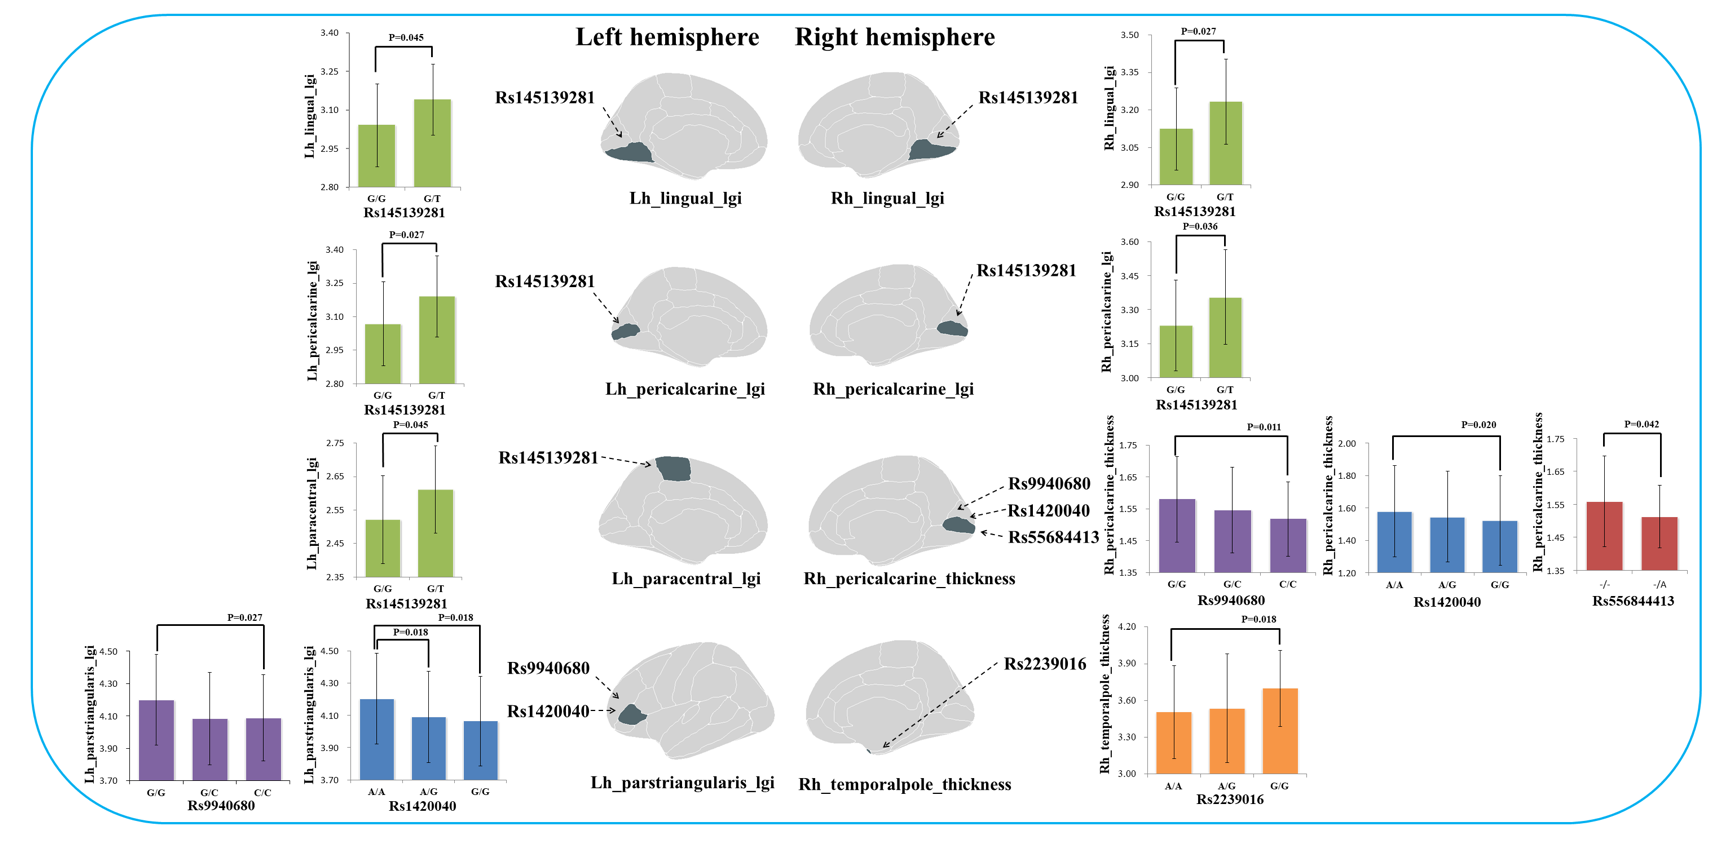 Left hemisphere
Right hemisphere
P=0.045
Lh_lingual_lgi
3.40
3.25
3.10
2.95
2.80
G/G G/T
Rs145139281
Rs145139281
Lh_lingual_lgi
Rs145139281
Rh_lingual_lgi
P=0.027
Rh_lingual_lgi
3.50
3.35
3.20
3.05
2.90
G/G G/T
Rs145139281
P=0.027
Lh_pericalcarine_lgi
3.40
3.25
3.10
2.95
2.80
G/G G/T
Rs145139281
Rs145139281
Lh_pericalcarine_lgi
Rs145139281
Rh_pericalcarine_lgi
P=0.036
Rh_pericalcarine_lgi
3.60
3.45
3.30
3.15
3.00
G/G G/T
Rs145139281
P=0.045
Lh_paracentral_lgi
2.75
2.65
2.55
2.45
2.35
G/G G/T
Rs145139281
Rs145139281
Lh_paracentral_lgi
Rs9940680
Rs1420040
Rs55684413
Rh_pericalcarine_thickness
P=0.011
Rh_pericalcarine_thickness
1.75
1.65
1.55
1.45
1.35
G/G G/C C/C
Rs9940680
P=0.020
Rh_pericalcarine_thickness
2.00
1.80
1.60
1.40
1.20
A/A A/G G/G
Rs1420040
P=0.042
Rh_pericalcarine_thickness
1.75
1.65
1.55
1.45
1.35
-/- -/A
Rs556844413
P=0.027
Lh_parstriangularis_lgi
4.50
4.30
4.10
3.90
3.70
G/G G/C C/C
Rs9940680
P=0.018
P=0.018
Lh_parstriangularis_lgi
4.50
4.30
4.10
3.90
3.70
A/A A/G G/G
Rs1420040
Rs9940680
Rs1420040
Lh_parstriangularis_lgi
Rs2239016
Rh_temporalpole_thickness
P=0.018
Rh_temporalpole_thickness
4.20
3.90
3.60
3.30
3.00
A/A A/G G/G
Rs2239016